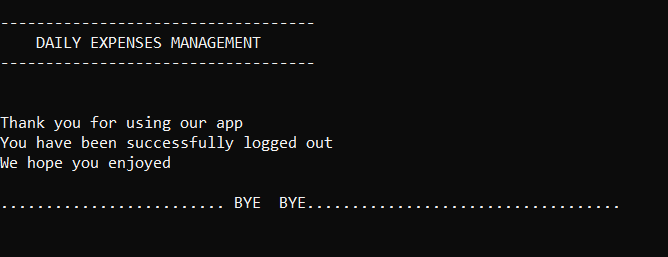 -----------------------------------
DAILY EXPENSES MANAGEMENT
-----------------------------------
Thank you for using our app
You have been successfully logged out
We hope you enjoyed
......................... BYE  BYE...................................